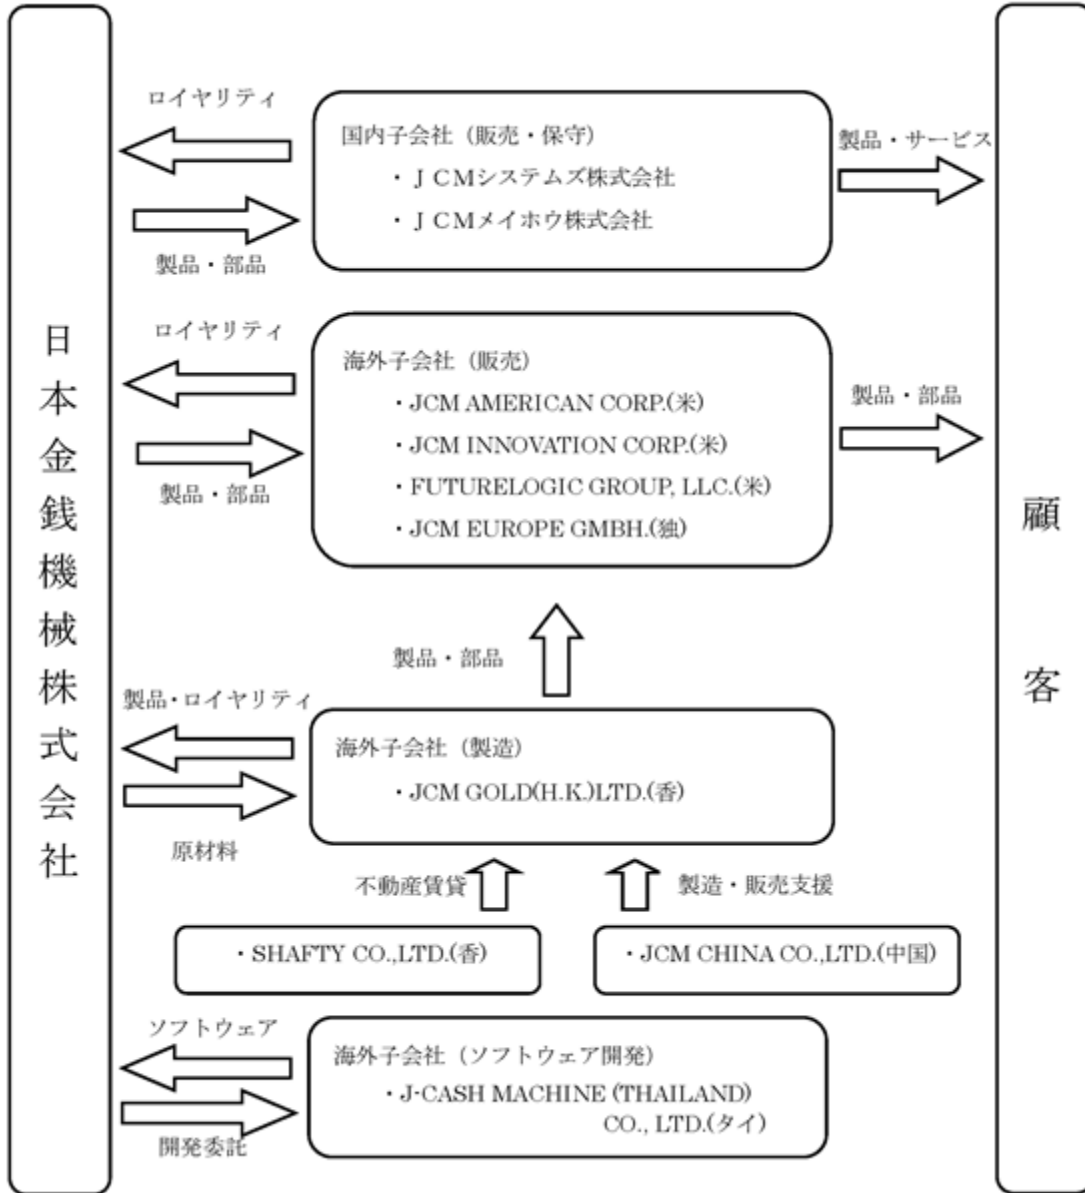 日本金銭機械株式会社
ロイヤリティ
製品・部品
国内子会社（販売・保守）
・ＪＣＭシステムズ株式会社
・ＪＣＭメイホウ株式会社
製品・サービス
ロイヤリティ
製品・部品
海外子会社（販売）
・JCM AMERICAN CORP.(米)
・JCM INNOVATION CORP.(米)
・FUTURELOGIC GROUP, LLC.(米)
・JCM EUROPE GMBH.(独)
製品・部品
製品・部品
製品・ロイヤリティ
原材料
海外子会社（製造）
・JCM GOLD(H.K.)LTD.(香)
不動産賃貸
製造・販売支援
・SHAFTY CO.,LTD.(香)
・JCM CHINA CO.,LTD.(中国)
ソフトウェア
開発委託
海外子会社（ソフトウェア開発）
・J-CASH MACHINE (THAILAND)
CO., LTD.(タイ)
顧客